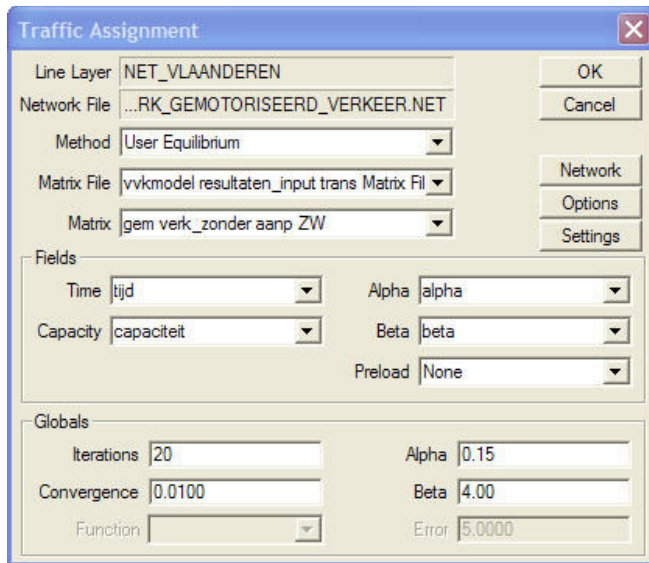 Traffic Assignment
Line Layer NET_VLAANDEREN OK
Network File ...RK_GEMOTORISEERD_VERKEER.NET Cancel
Method User Equilibrium
Matrix File vvkmodel resultaten_input trans Matrix Fil Network
Options
Matrix gem verk_zonder aanp ZW Settings
Fields
Time tijd Alpha alpha
Capacity capaciteit Beta beta
Preload None
Globals
Iterations 20 Alpha 0.15
Convergence 0.0100 Beta 4.00
Function Error 5.0000